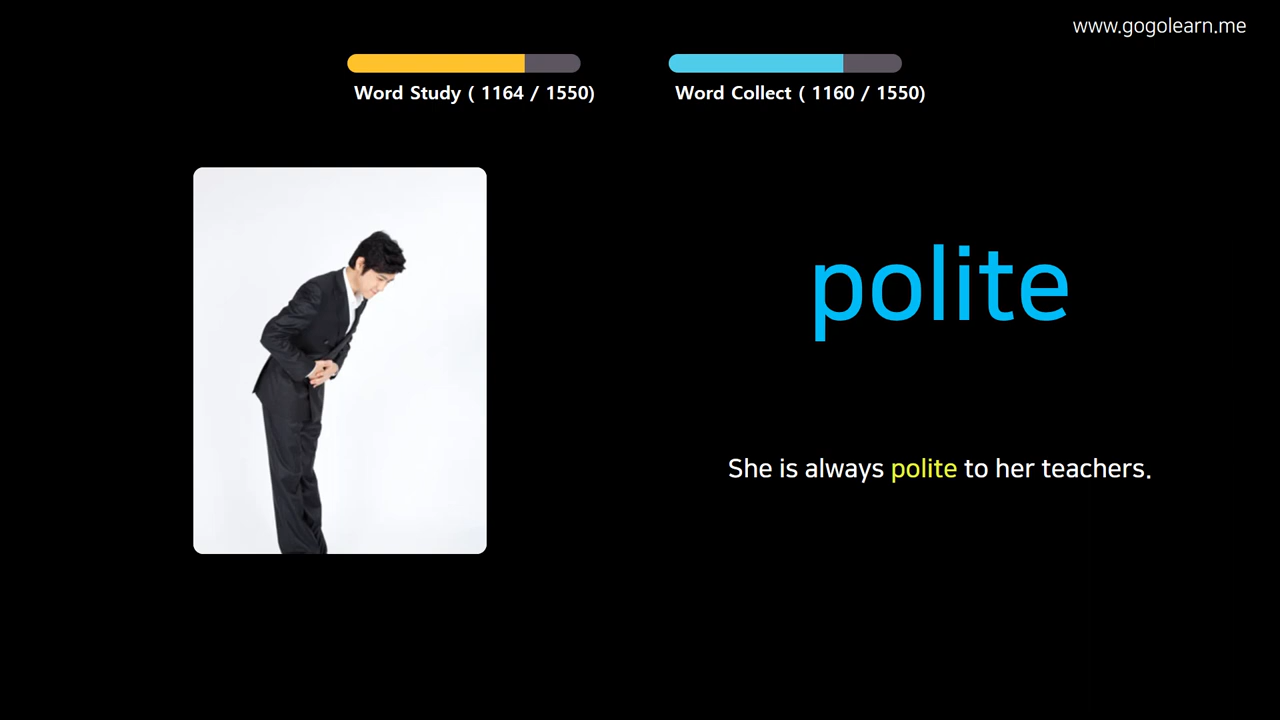 www.gogolearn.me
Word Study ( 1164 / 1550)
Word Collect ( 1160 / 1550)
polite
She is always polite to her teachers.